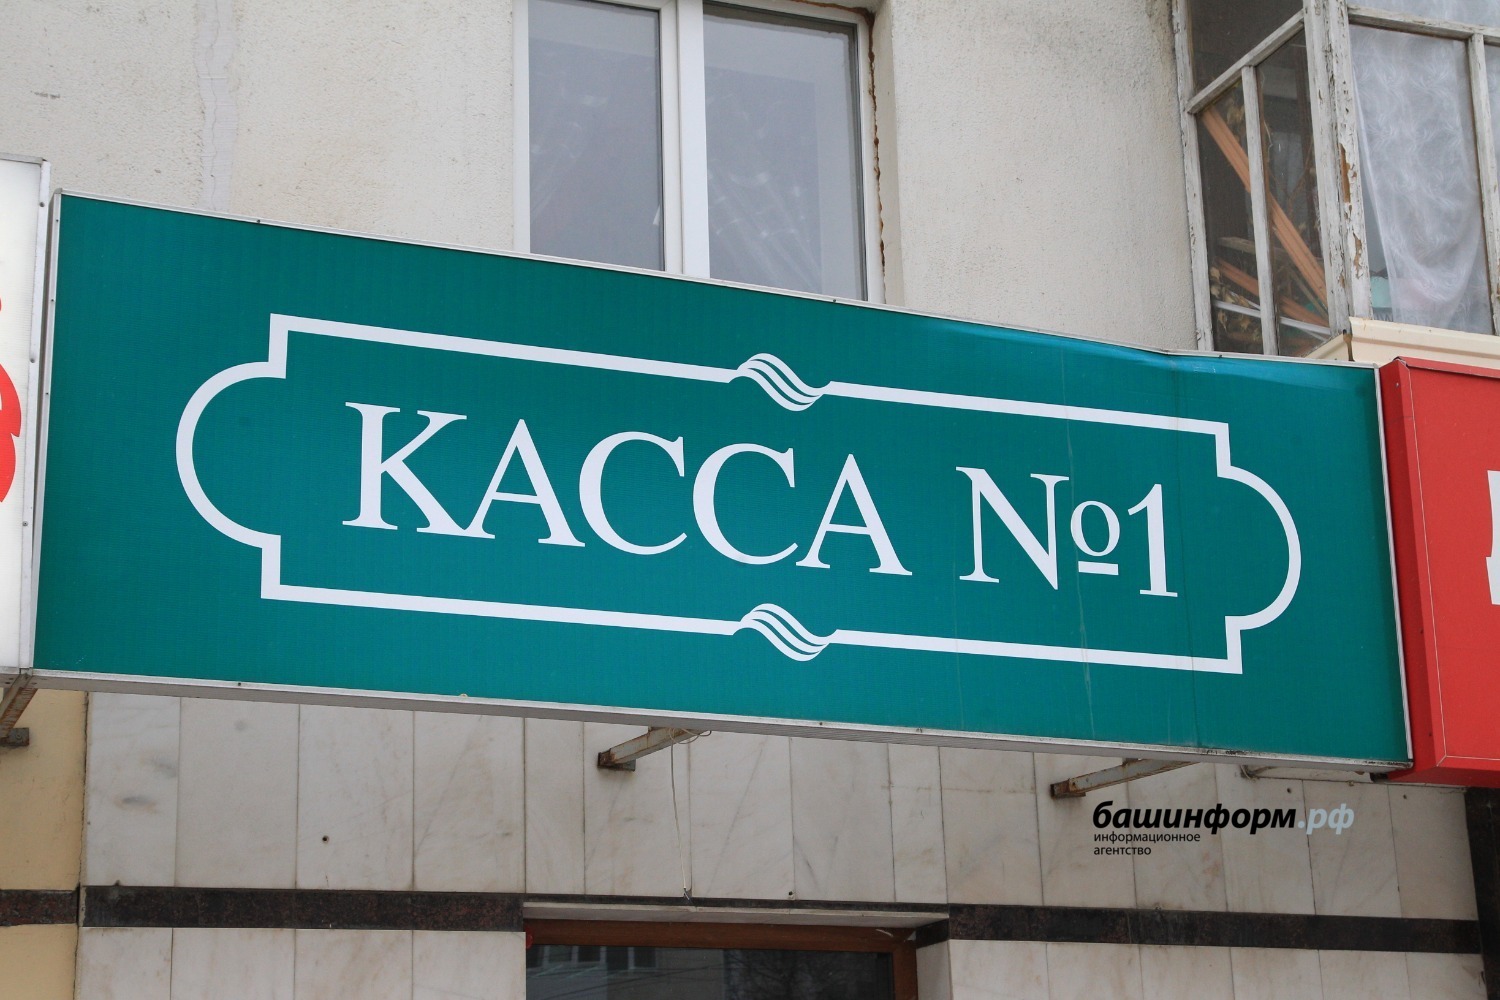 КАССА №1
башинформ.рф
информационное
агентство